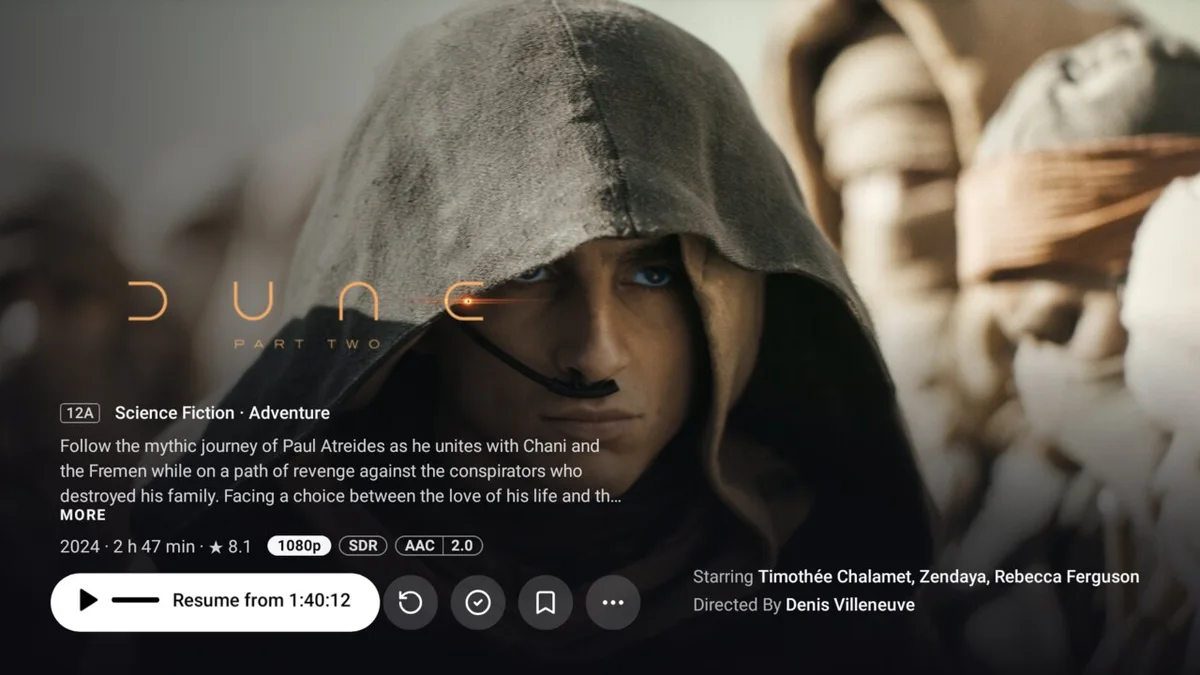 DUNE
PART TWO
12A Science Fiction · Adventure
Follow the mythic journey of Paul Atreides as he unites with Chani and
the Fremen while on a path of revenge against the conspirators who
destroyed his family. Facing a choice between the love of his life and th…
MORE
2024 · 2 h 47 min · ★ 8.1 1080p SDR AAC 2.0
Resume from 1:40:12
Starring Timothée Chalamet, Zendaya, Rebecca Ferguson
Directed By Denis Villeneuve